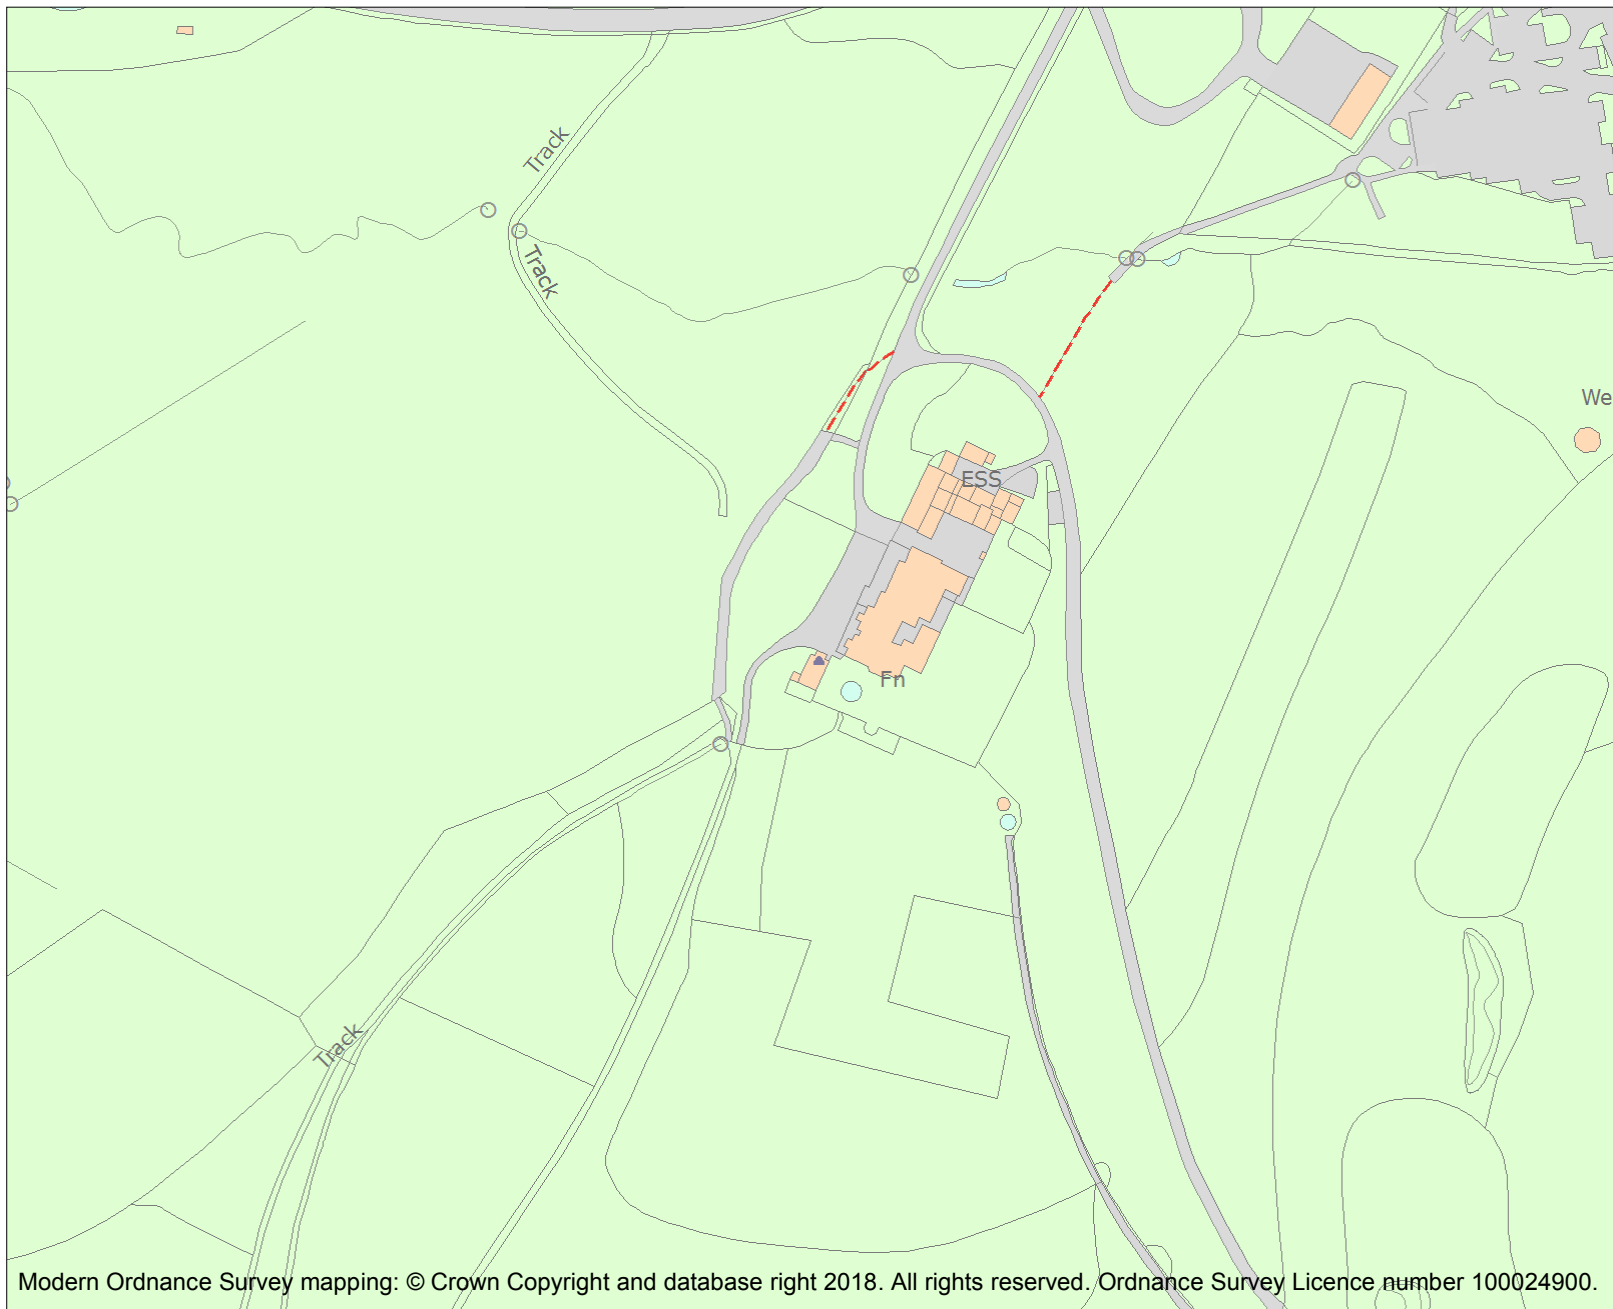 Track
Track
We
ESS
Fn
Track
Modern Ordnance Survey mapping: © Crown Copyright and database right 2018. All rights reserved. Ordnance Survey Licence number 100024900.